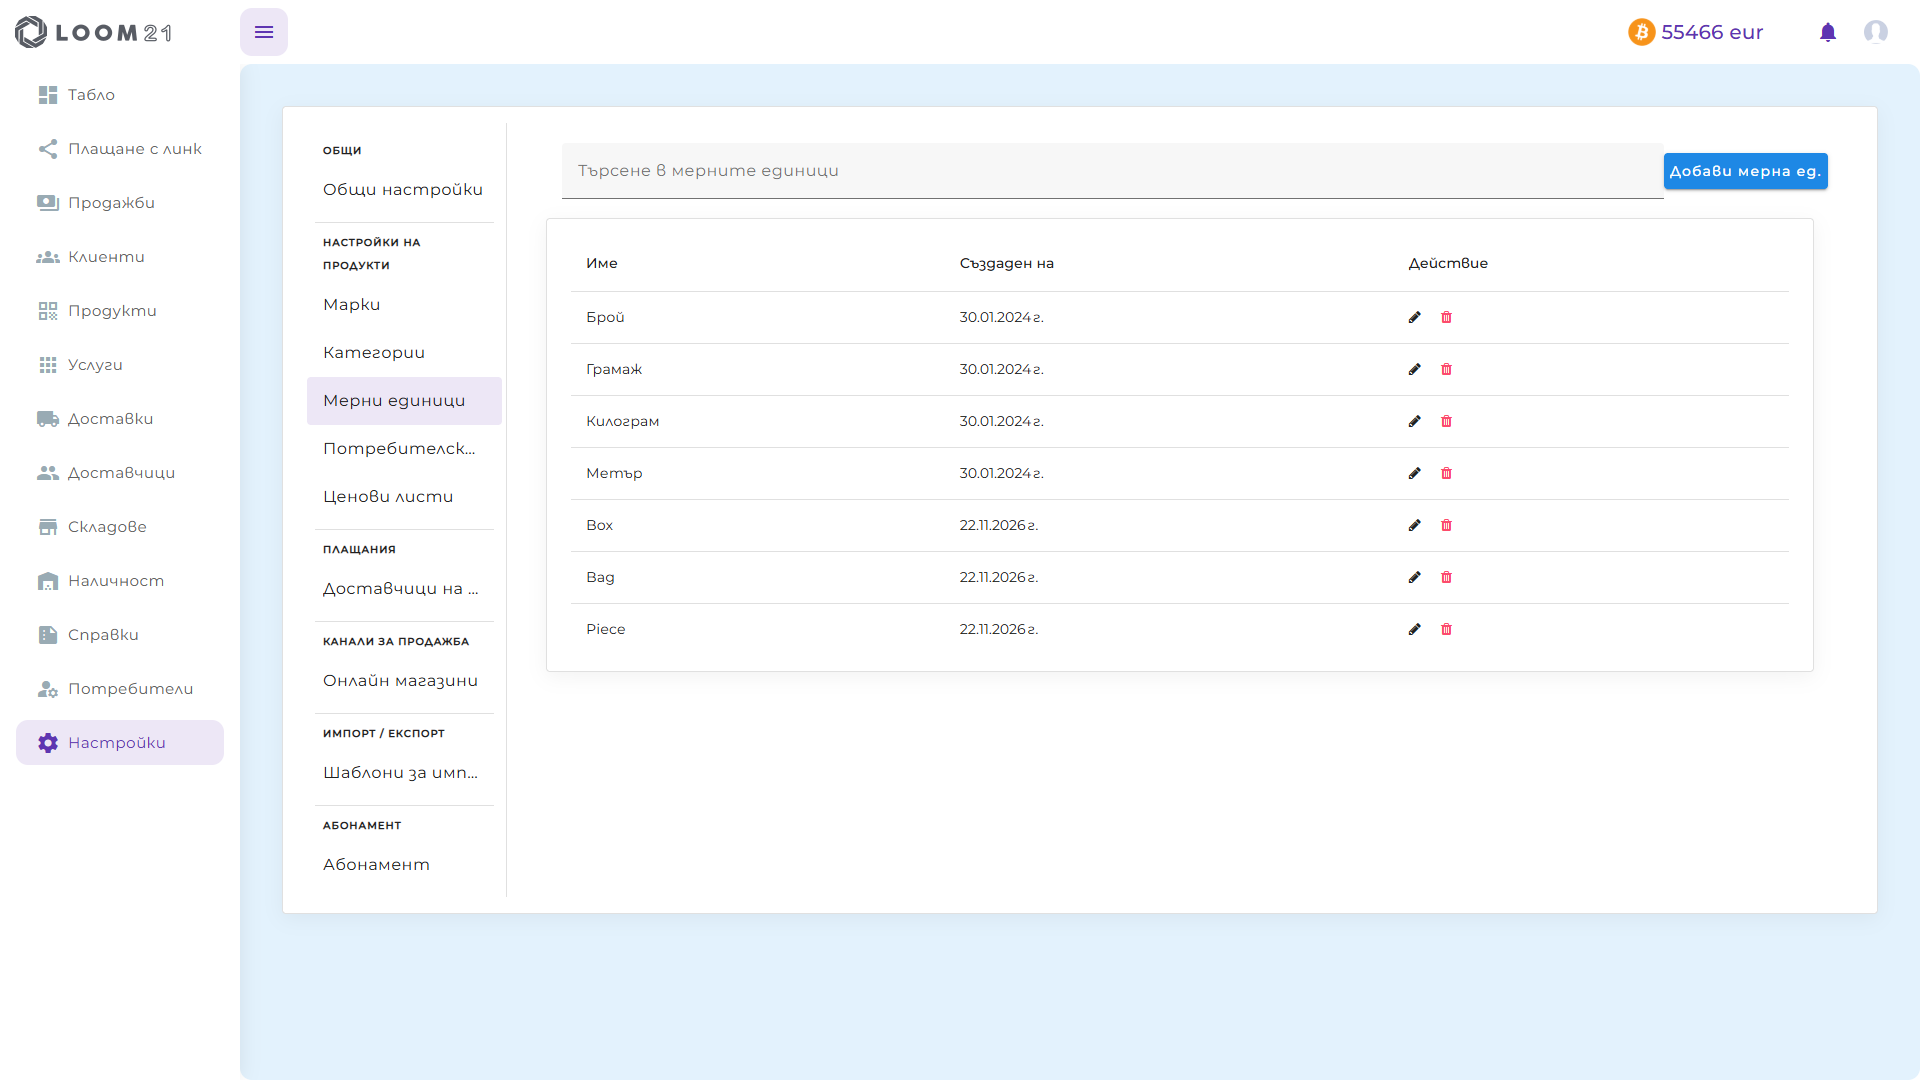 LOOM21
55466 eur
Табло
Плащане с линк
Продажби
Клиенти
Продукти
Услуги
Доставки
Доставчици
Складове
Наличност
Справки
Потребители
Настройки
ОБЩИ
Общи настройки
НАСТРОЙКИ НА
ПРОДУКТИ
Марки
Категории
Мерни единици
Потребителск...
Ценови листи
ПЛАЩАНИЯ
Доставчици на ...
КАНАЛИ ЗА ПРОДАЖБА
Онлайн магазини
ИМПОРТ / ЕКСПОРТ
Шаблони за имп...
АБОНАМЕНТ
Абонамент
Търсене в мерните единици
Добави мерна ед.
Име Създаден на Действие
Брой 30.01.2024 г.
Грамаж 30.01.2024 г.
Килограм 30.01.2024 г.
Метър 30.01.2024 г.
Box 22.11.2026 г.
Bag 22.11.2026 г.
Piece 22.11.2026 г.